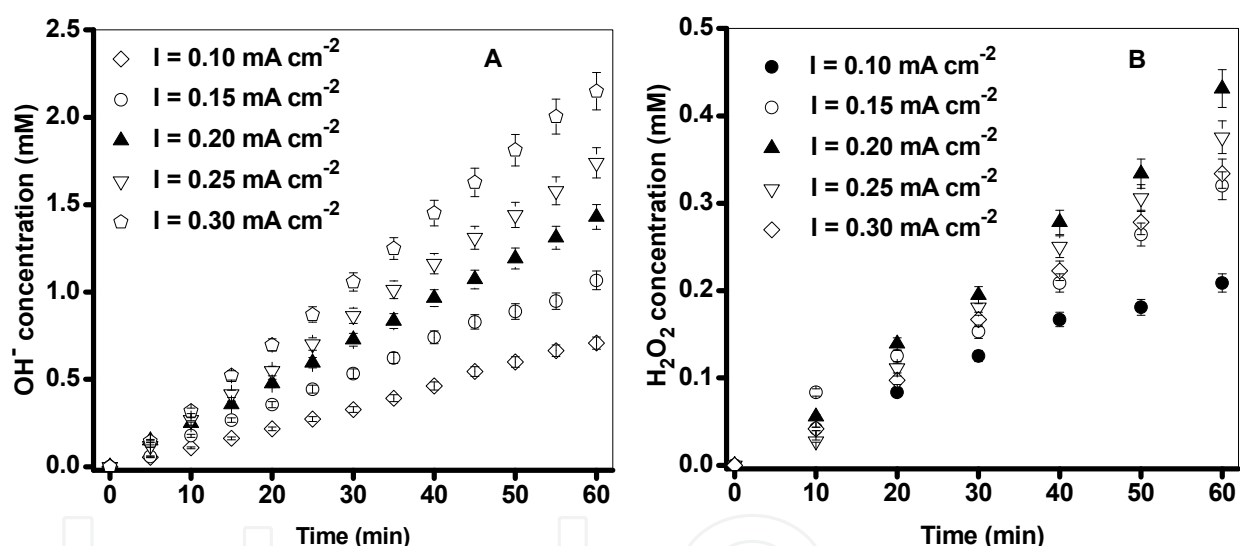 A
I = 0.10 mA cm-2
I = 0.15 mA cm-2
I = 0.20 mA cm-2
I = 0.25 mA cm-2
I = 0.30 mA cm-2
OH⁻ concentration (mM)
2.5
2.0
1.5
1.0
0.5
0.0
0 10 20 30 40 50 60
Time (min)
B
I = 0.10 mA cm-2
I = 0.15 mA cm-2
I = 0.20 mA cm-2
I = 0.25 mA cm-2
I = 0.30 mA cm-2
H2O2 concentration (mM)
0.5
0.4
0.3
0.2
0.1
0.0
0 10 20 30 40 50 60
Time (min)